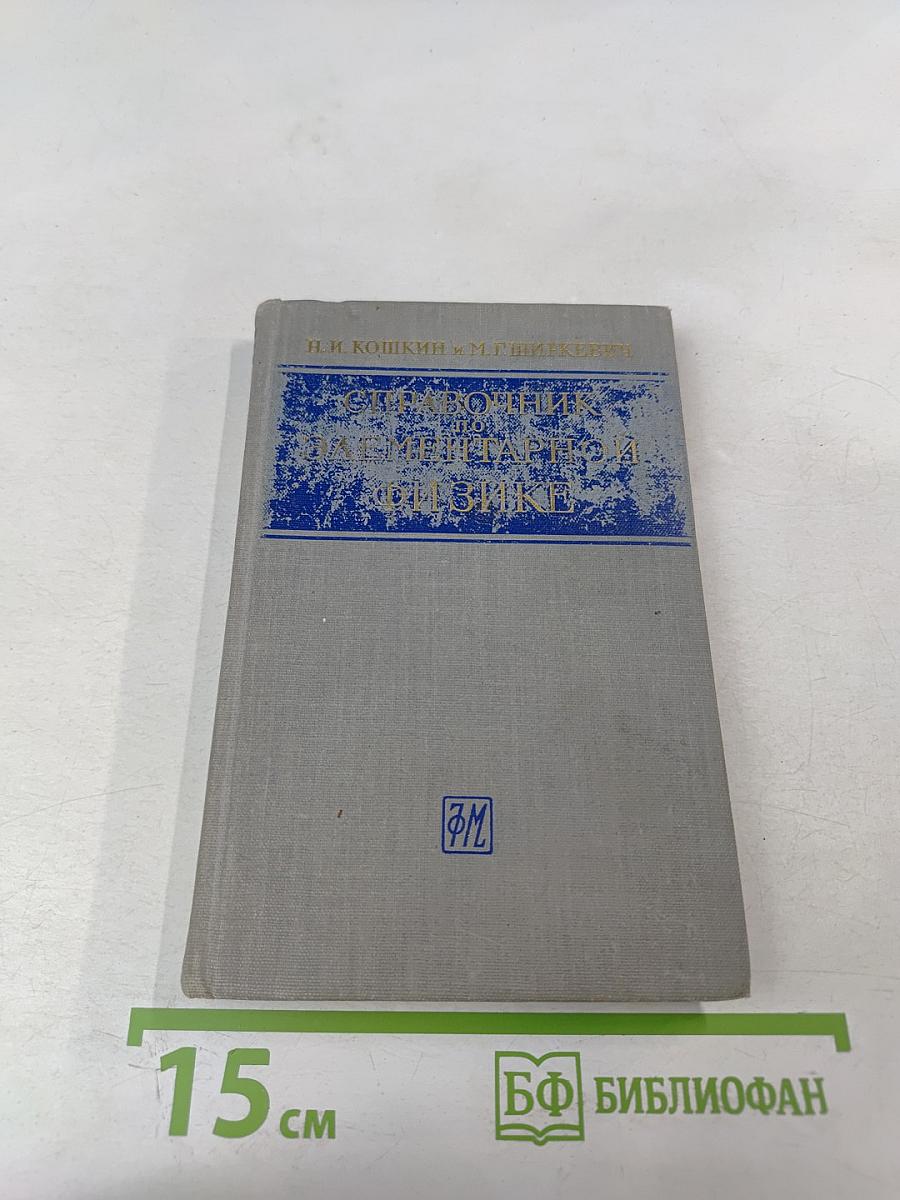 Н. И. КОШКИН и М. Г. ШИРКЕВИЧ
СПРАВОЧНИК
ПО
ЭЛЕМЕНТАРНОЙ
ФИЗИКЕ
ФМ
15 см
БФ БИБЛИОФАН